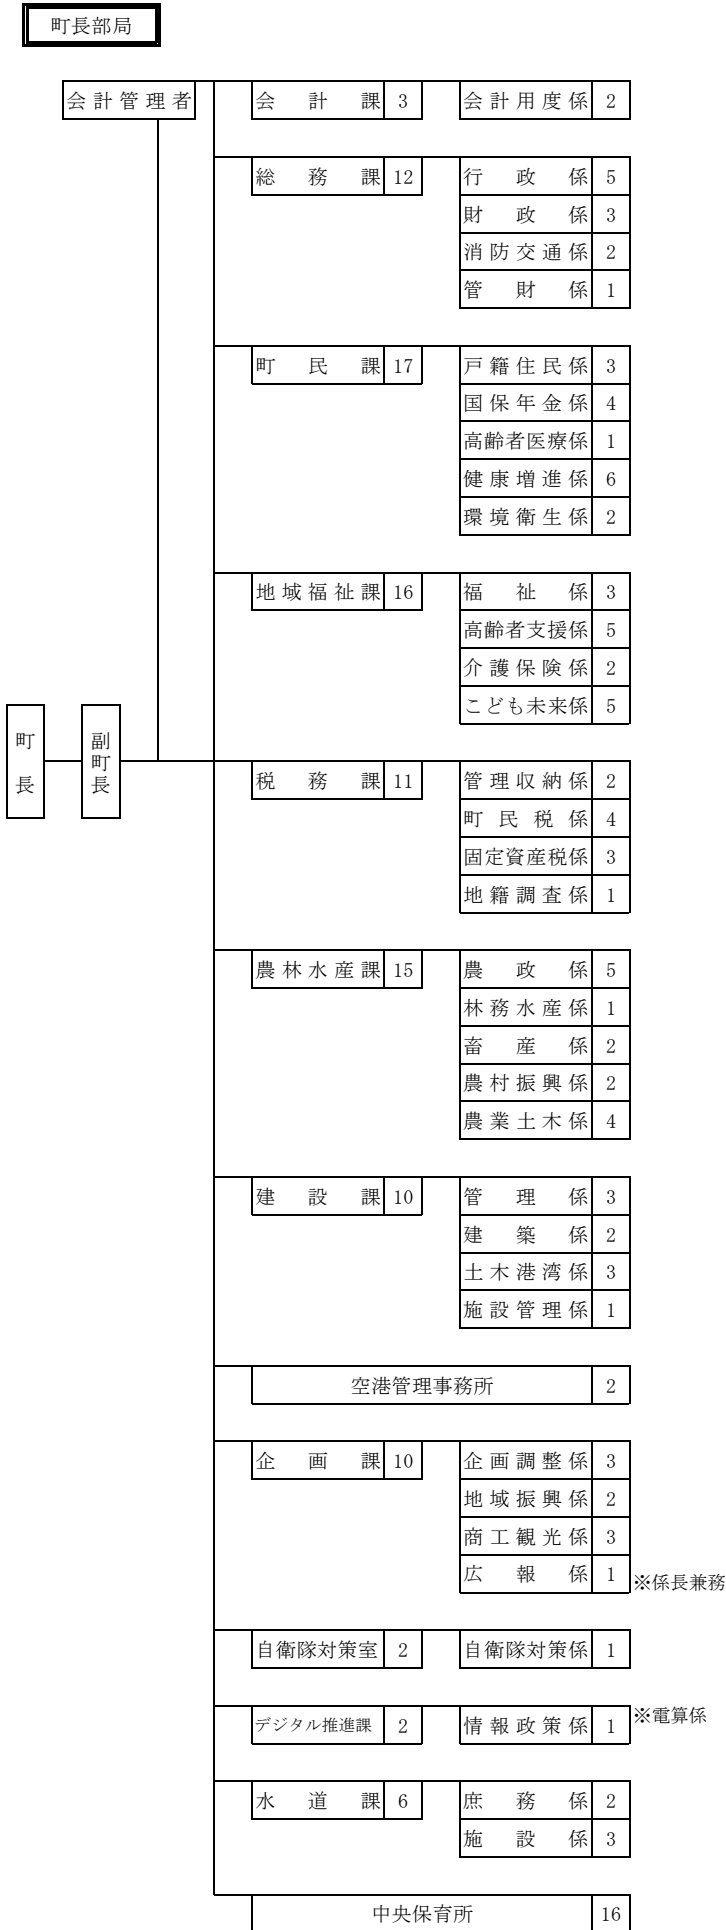 町長部局
会計管理者 会計課 3 会計用度係 2
総務課 12 行政係 5
財政係 3
消防交通係 2
管財係 1
町民課 17 戸籍住民係 3
国保年金係 4
高齢者医療係 1
健康増進係 6
環境衛生係 2
地域福祉課 16 福祉係 3
高齢者支援係 5
介護保険係 2
こども未来係 5
町長
副町長
税務課 11 管理収納係 2
町民税係 4
固定資産税係 3
地籍調査係 1
農林水産課 15 農政係 5
林務水産係 1
畜産係 2
農村振興係 2
農業土木係 4
建設課 10 管理係 3
建築係 2
土木港湾係 3
施設管理係 1
空港管理事務所 2
企画課 10 企画調整係 3
地域振興係 2
商工観光係 3
広報係 1 ※係長兼務
自衛隊対策室 2 自衛隊対策係 1
デジタル推進課 2 情報政策係 1 ※電算係
水道課 6 庶務係 2
施設係 3
中央保育所 16